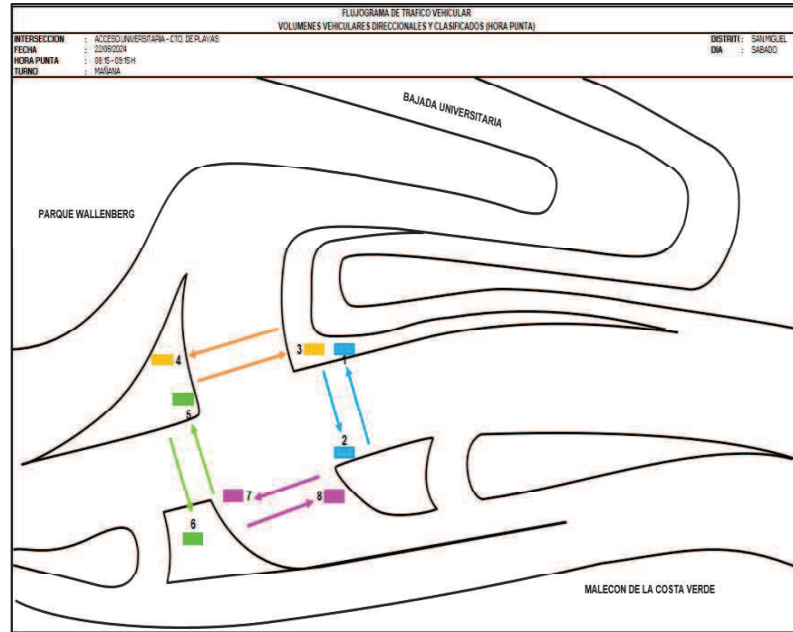 FLUJOGRAMA DE TRAFICO VEHICULAR
VOLUMENES VEHICULARES DIRECCIONALES Y CLASIFICADOS (HORA PUNTA)
INTERSECCION : ACCESO UNIVERSITARIA - CTO. DE PLAYAS
DISTRIT( : SAN MIGUEL
FECHA : 22/06/2024
DIA : SABADO
HORA PUNTA : 08:15 - 09:15 H
TURNO : MAÑANA
BAJADA UNIVERSITARIA
PARQUE WALLENBERG
3
1
4
5
2
7
8
6
MALECON DE LA COSTA VERDE